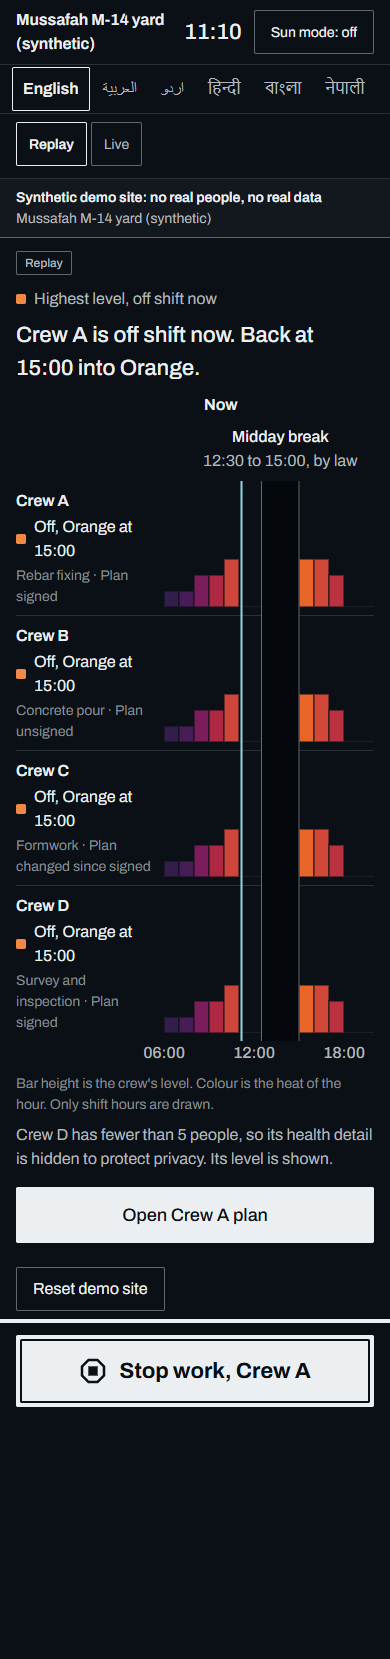 Mussafah M-14 yard
(synthetic)
11:10
Sun mode: off
English
العربية
اردو
हिन्दी
বাংলা
नेपाली
Replay
Live
Synthetic demo site: no real people, no real data
Mussafah M-14 yard (synthetic)
Replay
Highest level, off shift now
Crew A is off shift now. Back at
15:00 into Orange.
Now
Midday break
12:30 to 15:00, by law
Crew A
Off, Orange at
15:00
Rebar fixing · Plan
signed
Crew B
Off, Orange at
15:00
Concrete pour · Plan
unsigned
Crew C
Off, Orange at
15:00
Formwork · Plan
changed since signed
Crew D
Off, Orange at
15:00
Survey and
inspection · Plan
signed
06:00
12:00
18:00
Bar height is the crew's level. Colour is the heat of the
hour. Only shift hours are drawn.
Crew D has fewer than 5 people, so its health detail
is hidden to protect privacy. Its level is shown.
Open Crew A plan
Reset demo site
Stop work, Crew A